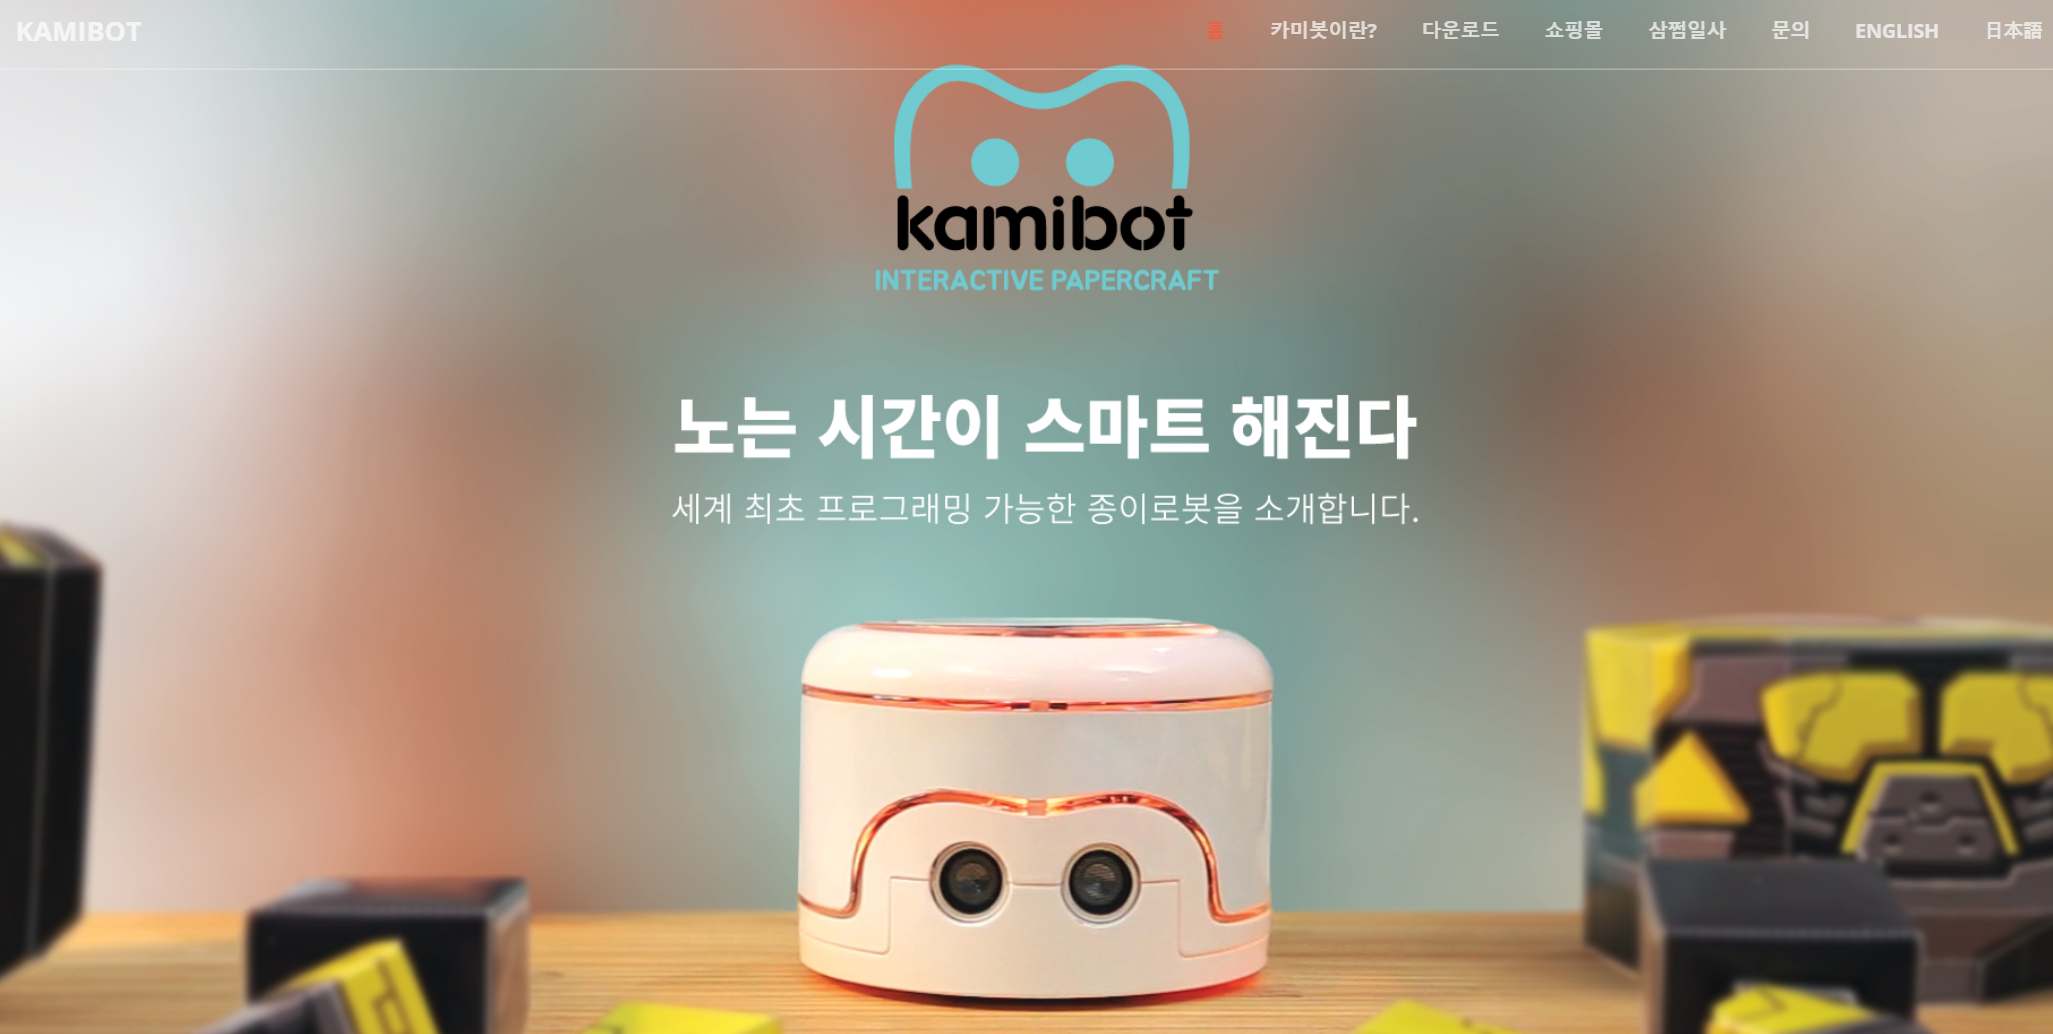 KAMIBOT
홈 카미봇이란? 다운로드 쇼핑몰 삼쩜일사 문의 ENGLISH 日本語
kamibot
INTERACTIVE PAPERCRAFT
노는 시간이 스마트 해진다
세계 최초 프로그래밍 가능한 종이로봇을 소개합니다.